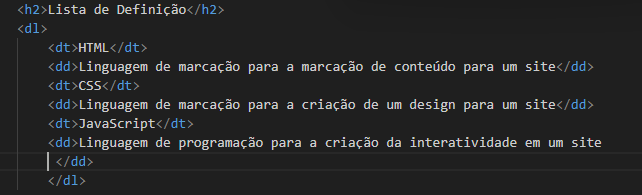 <h2>Lista de Definição</h2>
<dl>
<dt>HTML</dt>
<dd>Linguagem de marcação para a marcação de conteúdo para um site</dd>
<dt>CSS</dt>
<dd>Linguagem de marcação para a criação de um design para um site</dd>
<dt>JavaScript</dt>
<dd>Linguagem de programação para a criação da interatividade em um site
</dd>
</dl>